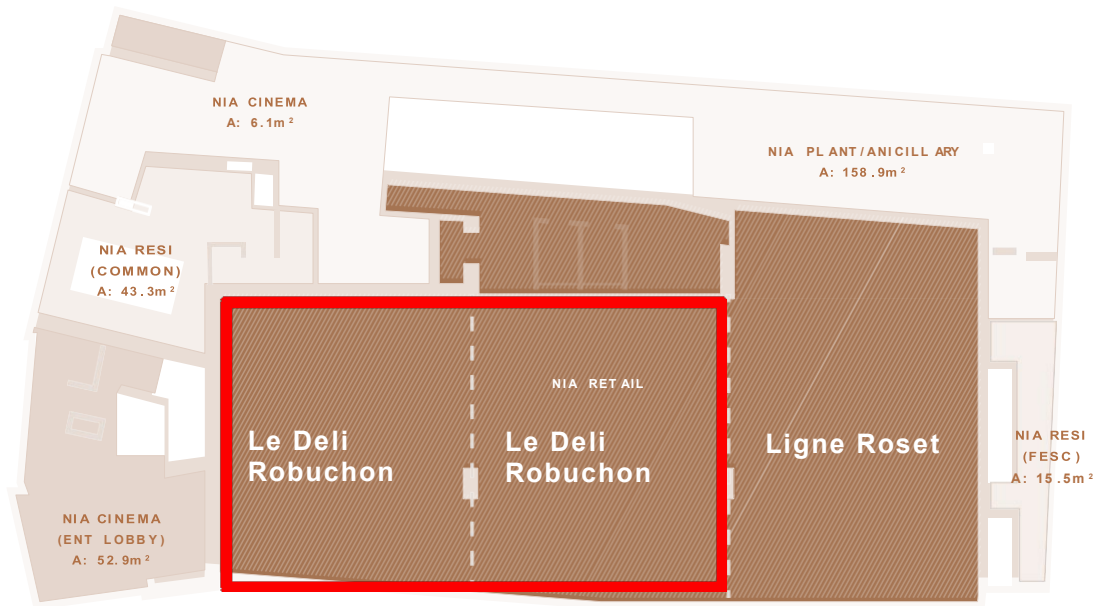 NIA CINEMA
A: 6.1m²
NIA PLANT/ANICILLARY
A: 158.9m²
NIA RESI
(COMMON)
A: 43.3m²
NIA RETAIL
Le Deli
Robuchon
Le Deli
Robuchon
Ligne Roset
NIA RESI
(FESC)
A: 15.5m²
NIA CINEMA
(ENT LOBBY)
A: 52.9m²